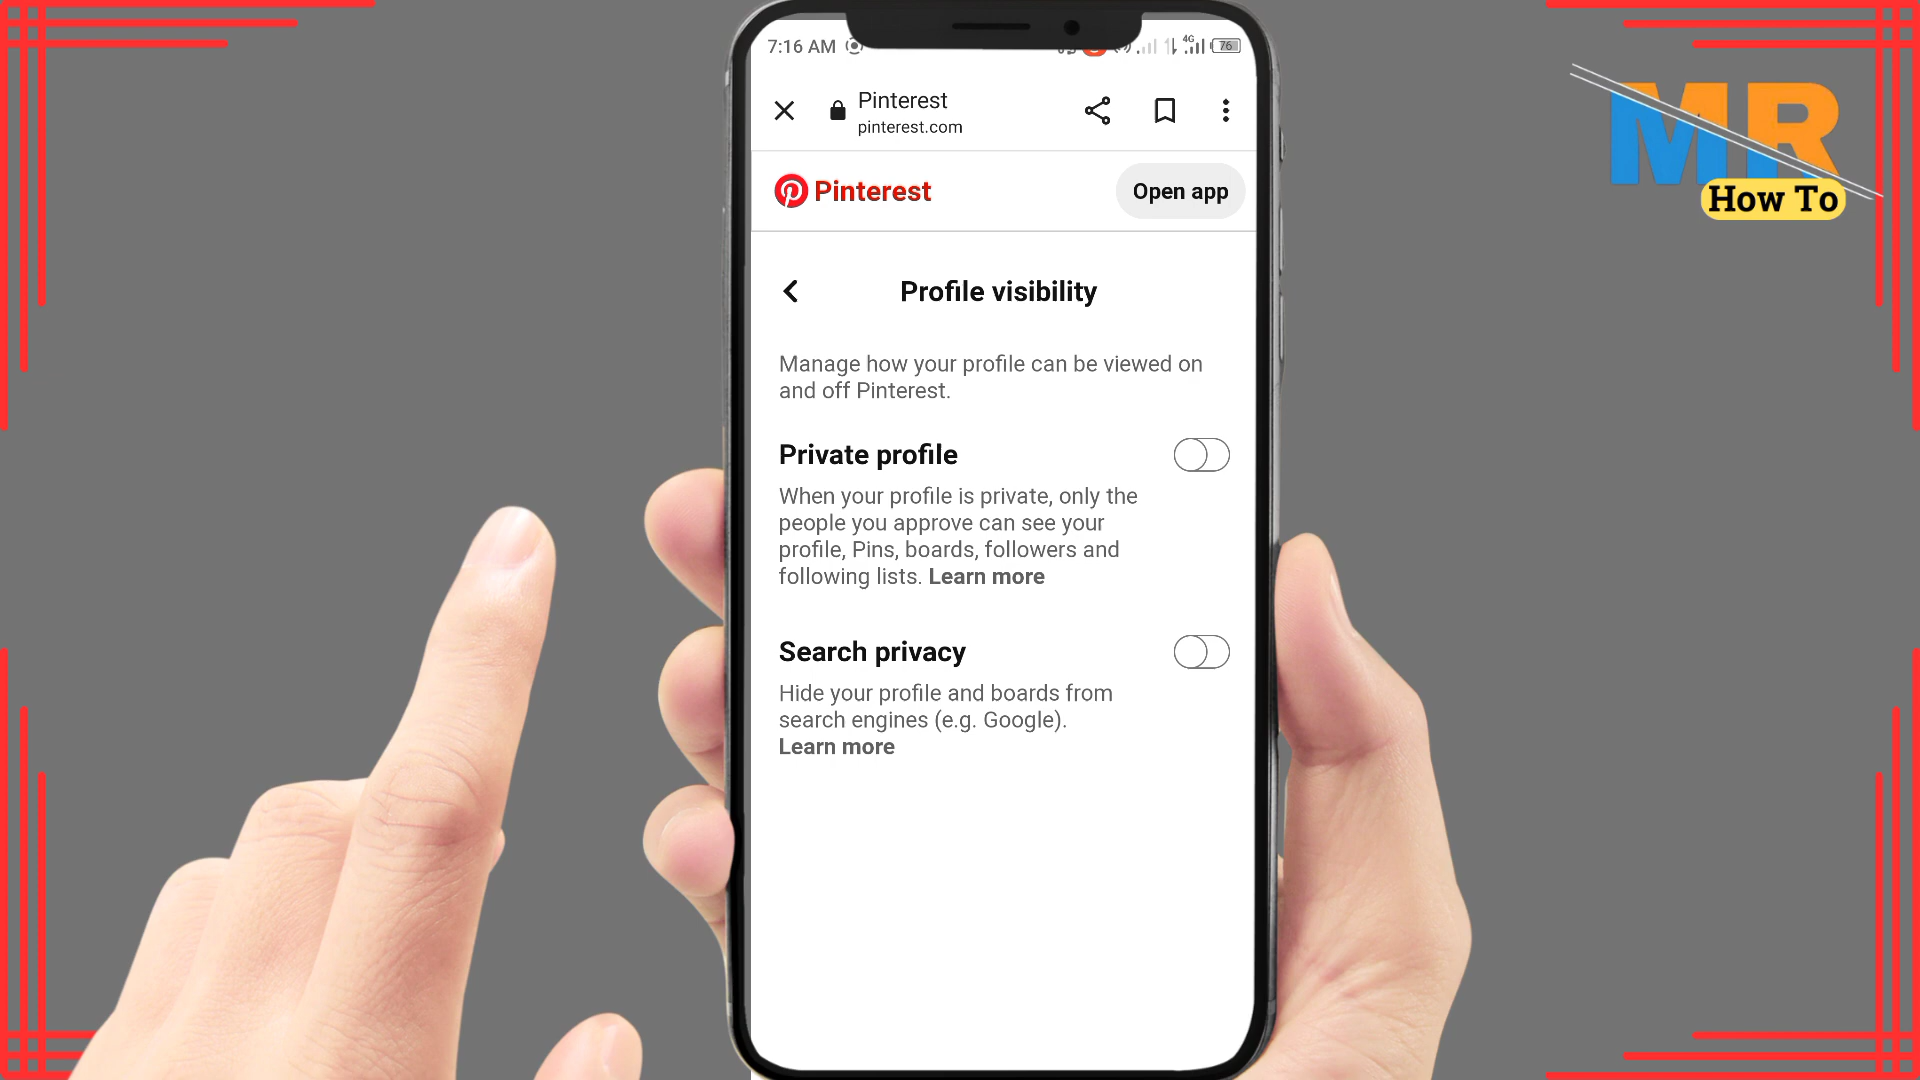 7:16 AM
4G
76
Pinterest
pinterest.com
Pinterest
Open app
MR
How To
Profile visibility
Manage how your profile can be viewed on
and off Pinterest.
Private profile
When your profile is private, only the
people you approve can see your
profile, Pins, boards, followers and
following lists. Learn more
Search privacy
Hide your profile and boards from
search engines (e.g. Google).
Learn more